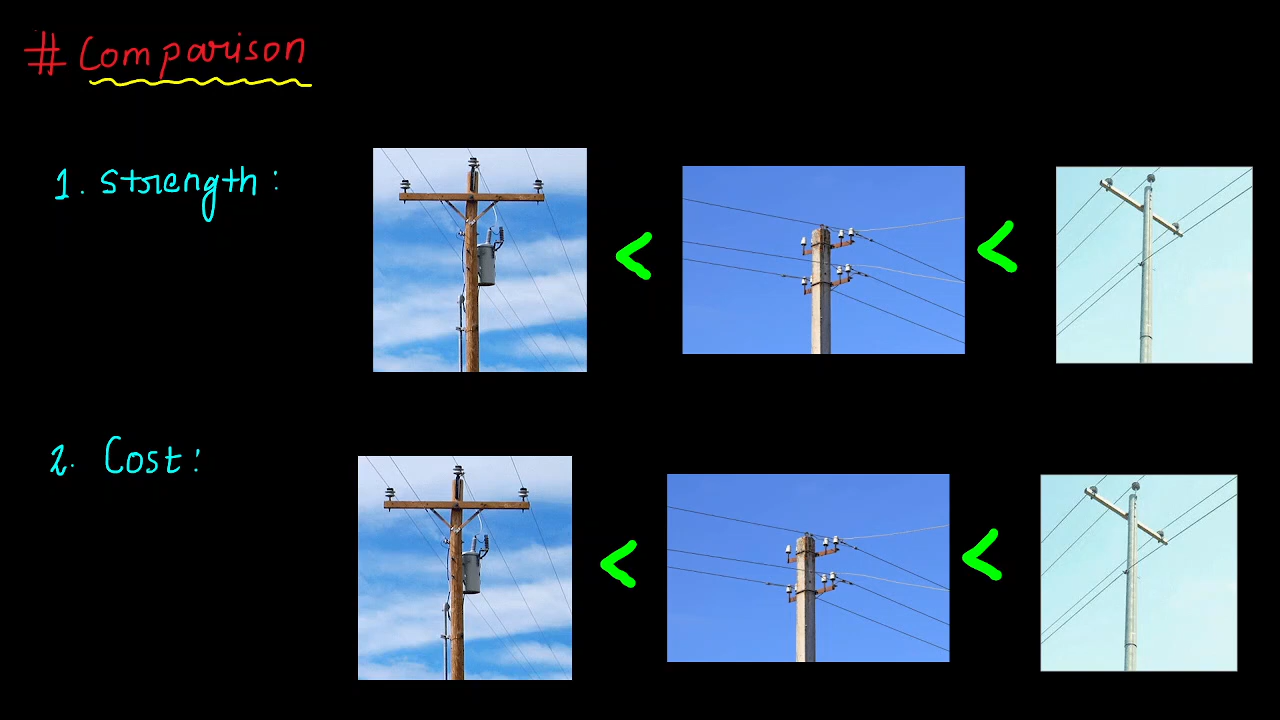 # Comparison
1. Strength: < <
2. Cost: < <